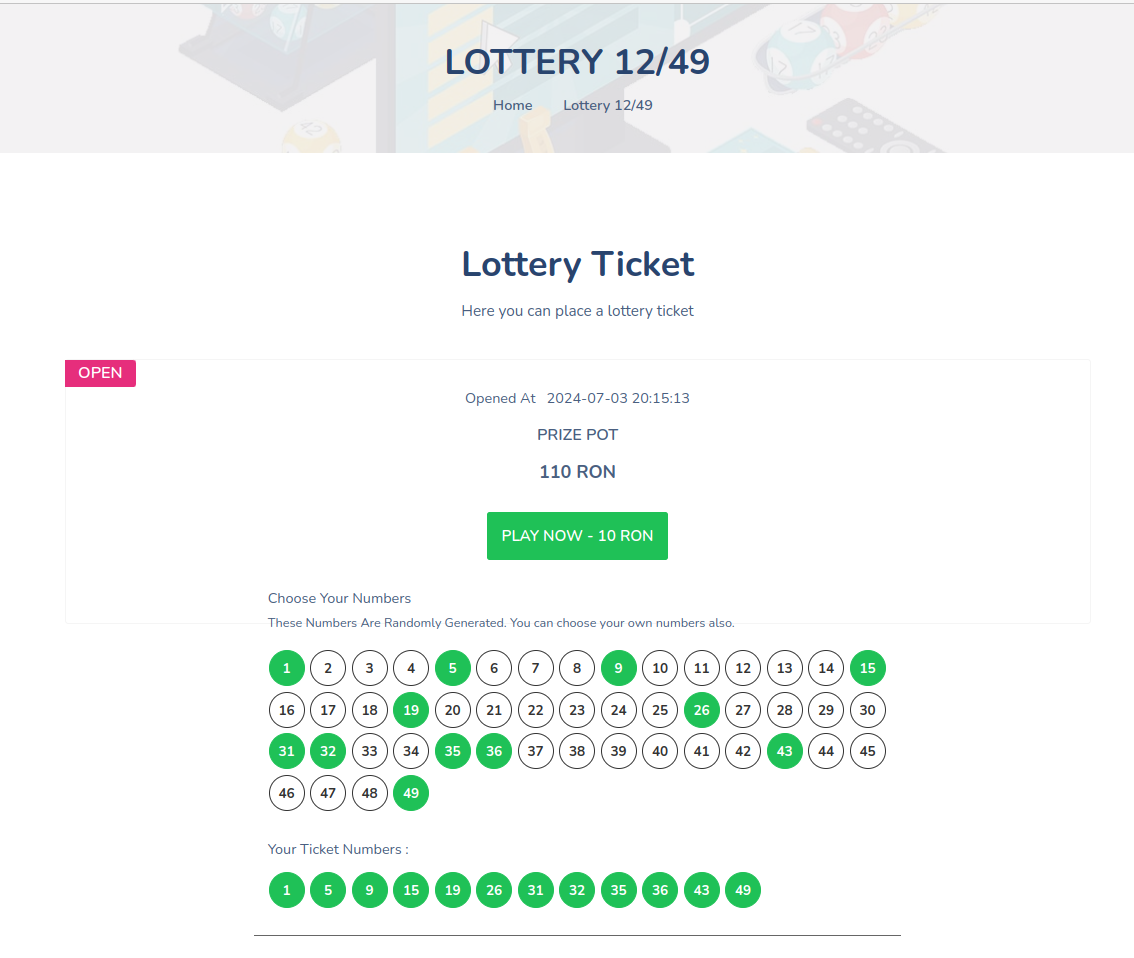 LOTTERY 12/49
Home Lottery 12/49
42
17
43
17
Lottery Ticket
Here you can place a lottery ticket
OPEN
Opened At 2024-07-03 20:15:13
PRIZE POT
110 RON
PLAY NOW - 10 RON
Choose Your Numbers
These Numbers Are Randomly Generated. You can choose your own numbers also.
1 2 3 4 5 6 7 8 9 10 11 12 13 14 15
16 17 18 19 20 21 22 23 24 25 26 27 28 29 30
31 32 33 34 35 36 37 38 39 40 41 42 43 44 45
46 47 48 49
Your Ticket Numbers :
1 5 9 15 19 26 31 32 35 36 43 49